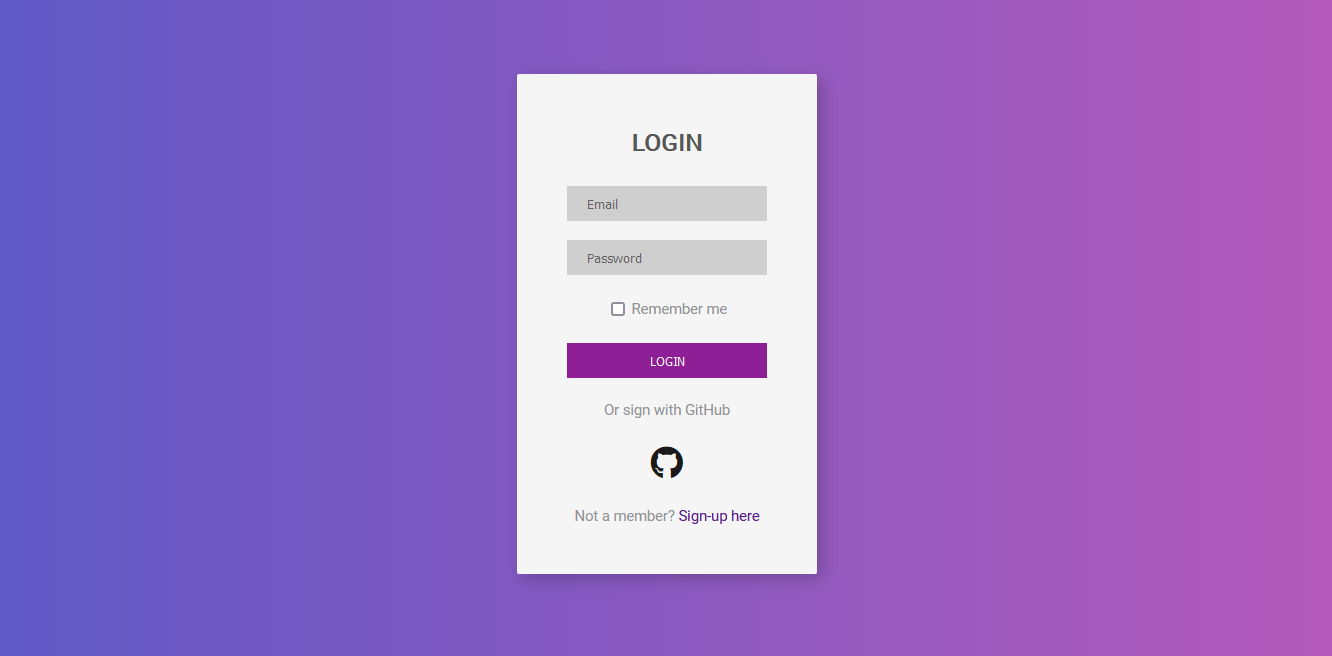 LOGIN
Email
Password
Remember me
LOGIN
Or sign with GitHub
Not a member? Sign-up here